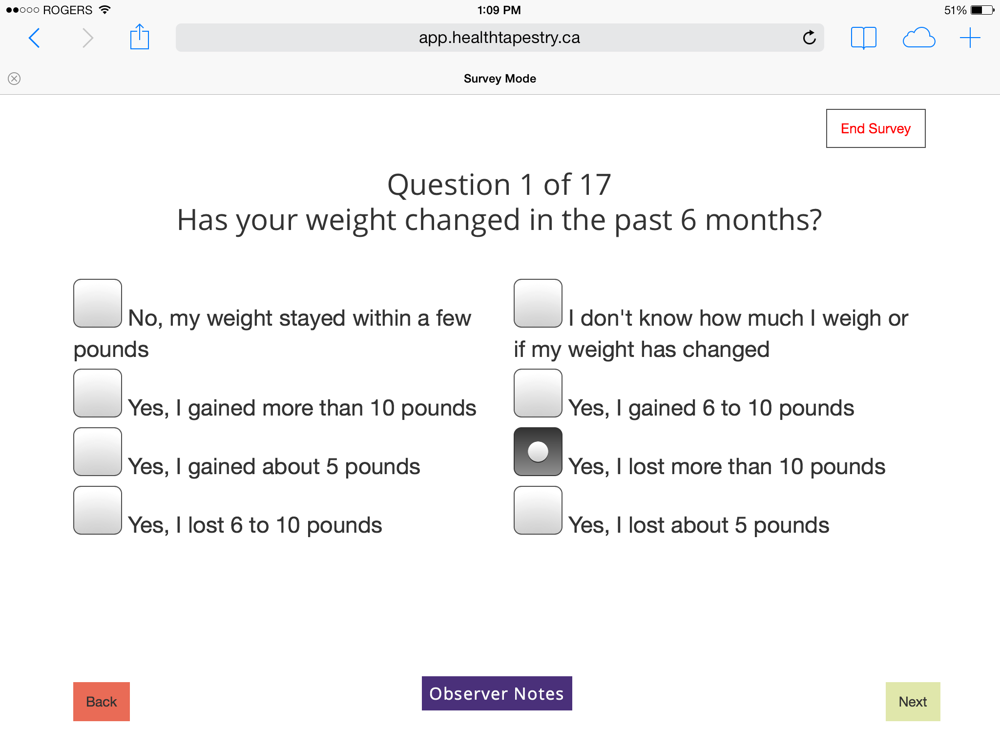 ROGERS 1:09 PM 51%
app.healthtapestry.ca
Survey Mode
End Survey
Question 1 of 17
Has your weight changed in the past 6 months?
No, my weight stayed within a few
pounds
I don't know how much I weigh or
if my weight has changed
Yes, I gained more than 10 pounds
Yes, I gained 6 to 10 pounds
Yes, I gained about 5 pounds
Yes, I lost more than 10 pounds
Yes, I lost 6 to 10 pounds
Yes, I lost about 5 pounds
Back
Observer Notes
Next